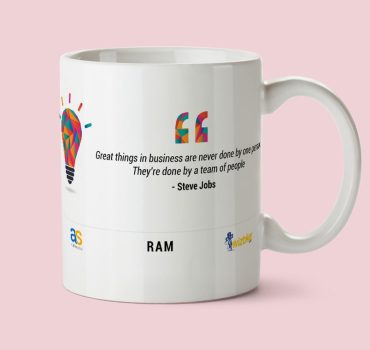 Great things in business are never done by one person
They're done by a team of people
- Steve Jobs
as
RAM